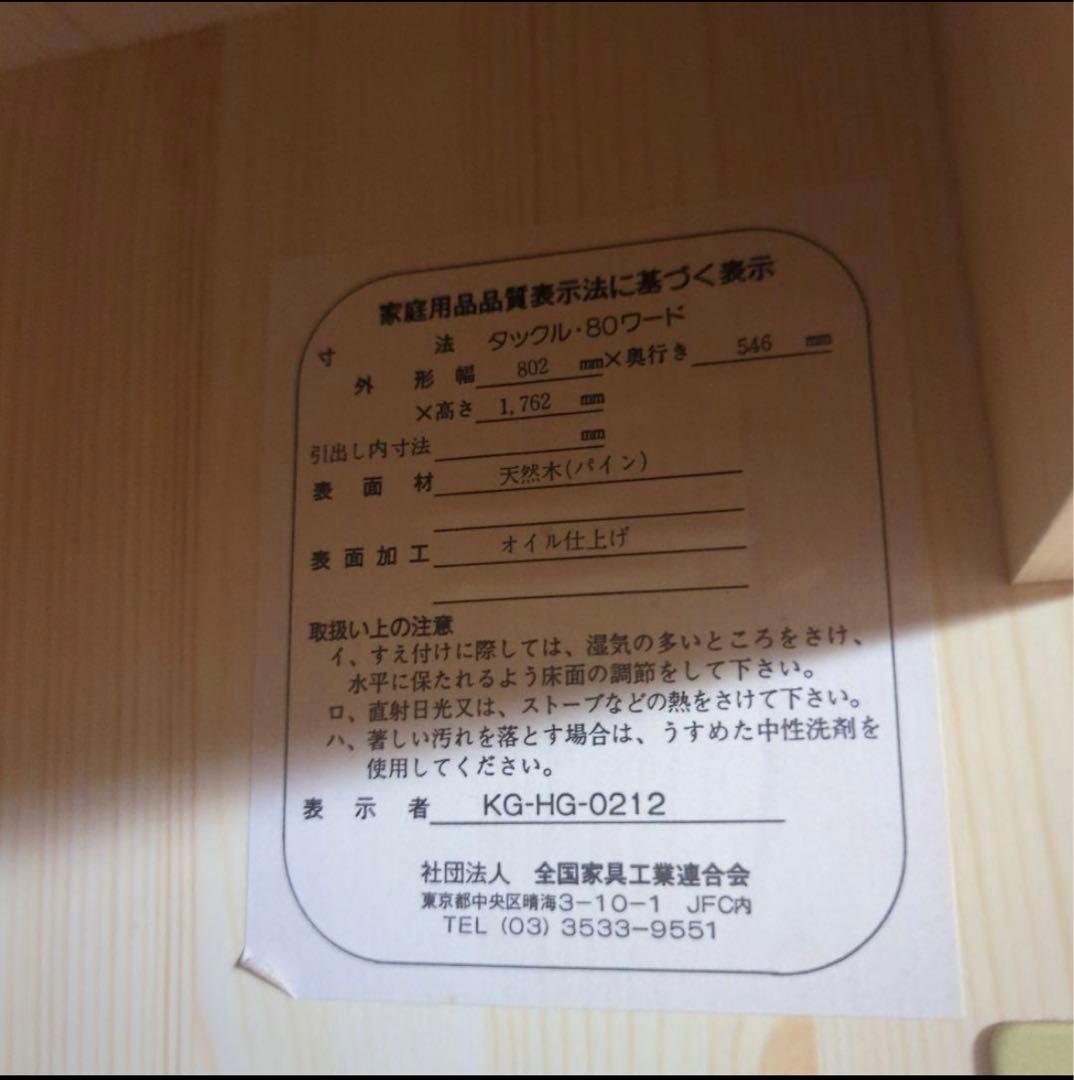 家庭用品品質表示法に基づく表示
寸 法 タックル・80ワード
外形幅 802 mm×奥行き 546 mm
×高さ 1,762 mm
引出し内寸法 mm
表面材 天然木(パイン)
表面加工 オイル仕上げ
取扱い上の注意
イ、すえ付けに際しては、湿気の多いところをさけ、
水平に保たれるよう床面の調節をして下さい。
ロ、直射日光又は、ストーブなどの熱をさけて下さい。
ハ、著しい汚れを落とす場合は、うすめた中性洗剤を
使用してください。
表示者 KG-HG-0212
社団法人 全国家具工業連合会
東京都中央区晴海3-10-1 JFC内
TEL (03) 3533-9551